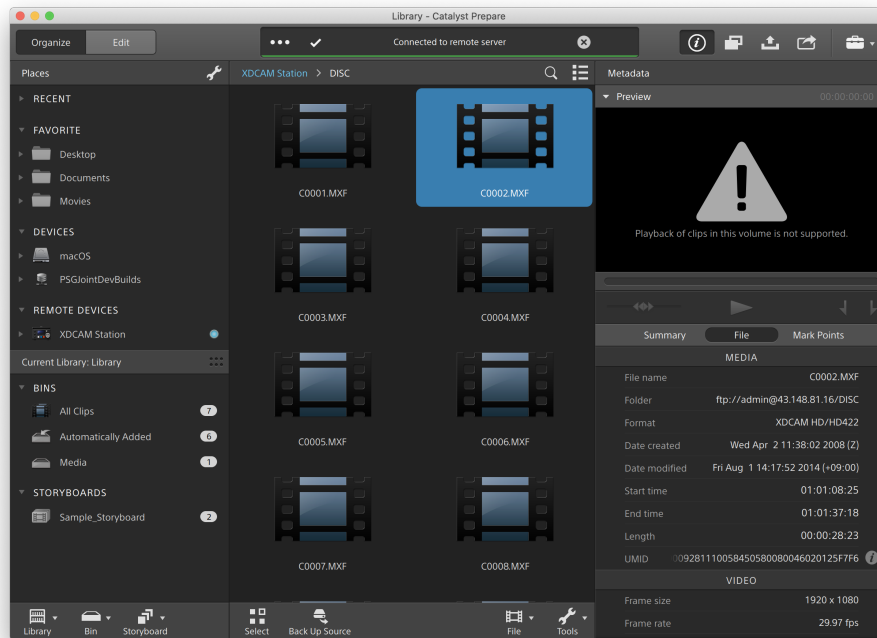 Library - Catalyst Prepare
Organize Edit
Connected to remote server
Places
RECENT
FAVORITE
Desktop
Documents
Movies
DEVICES
macOS
PSGJointDevBuilds
REMOTE DEVICES
XDCAM Station
Current Library: Library
BINS
All Clips 7
Automatically Added 6
Media 1
STORYBOARDS
Sample_Storyboard 2
Library Bin Storyboard
XDCAM Station > DISC
C0001.MXF C0002.MXF
C0003.MXF C0004.MXF
C0005.MXF C0006.MXF
C0007.MXF C0008.MXF
Select Back Up Source File Tools
Metadata
Preview 00:00:00:00
Playback of clips in this volume is not supported.
Summary File Mark Points
MEDIA
File name C0002.MXF
Folder ftp://admin@43.148.81.16/DISC
Format XDCAM HD/HD422
Date created Wed Apr 2 11:38:02 2008 (Z)
Date modified Fri Aug 1 14:17:52 2014 (+09:00)
Start time 01:01:08:25
End time 01:01:37:18
Length 00:00:28:23
UMID
VIDEO
Frame size 1920 x 1080
Frame rate 29.97 fps